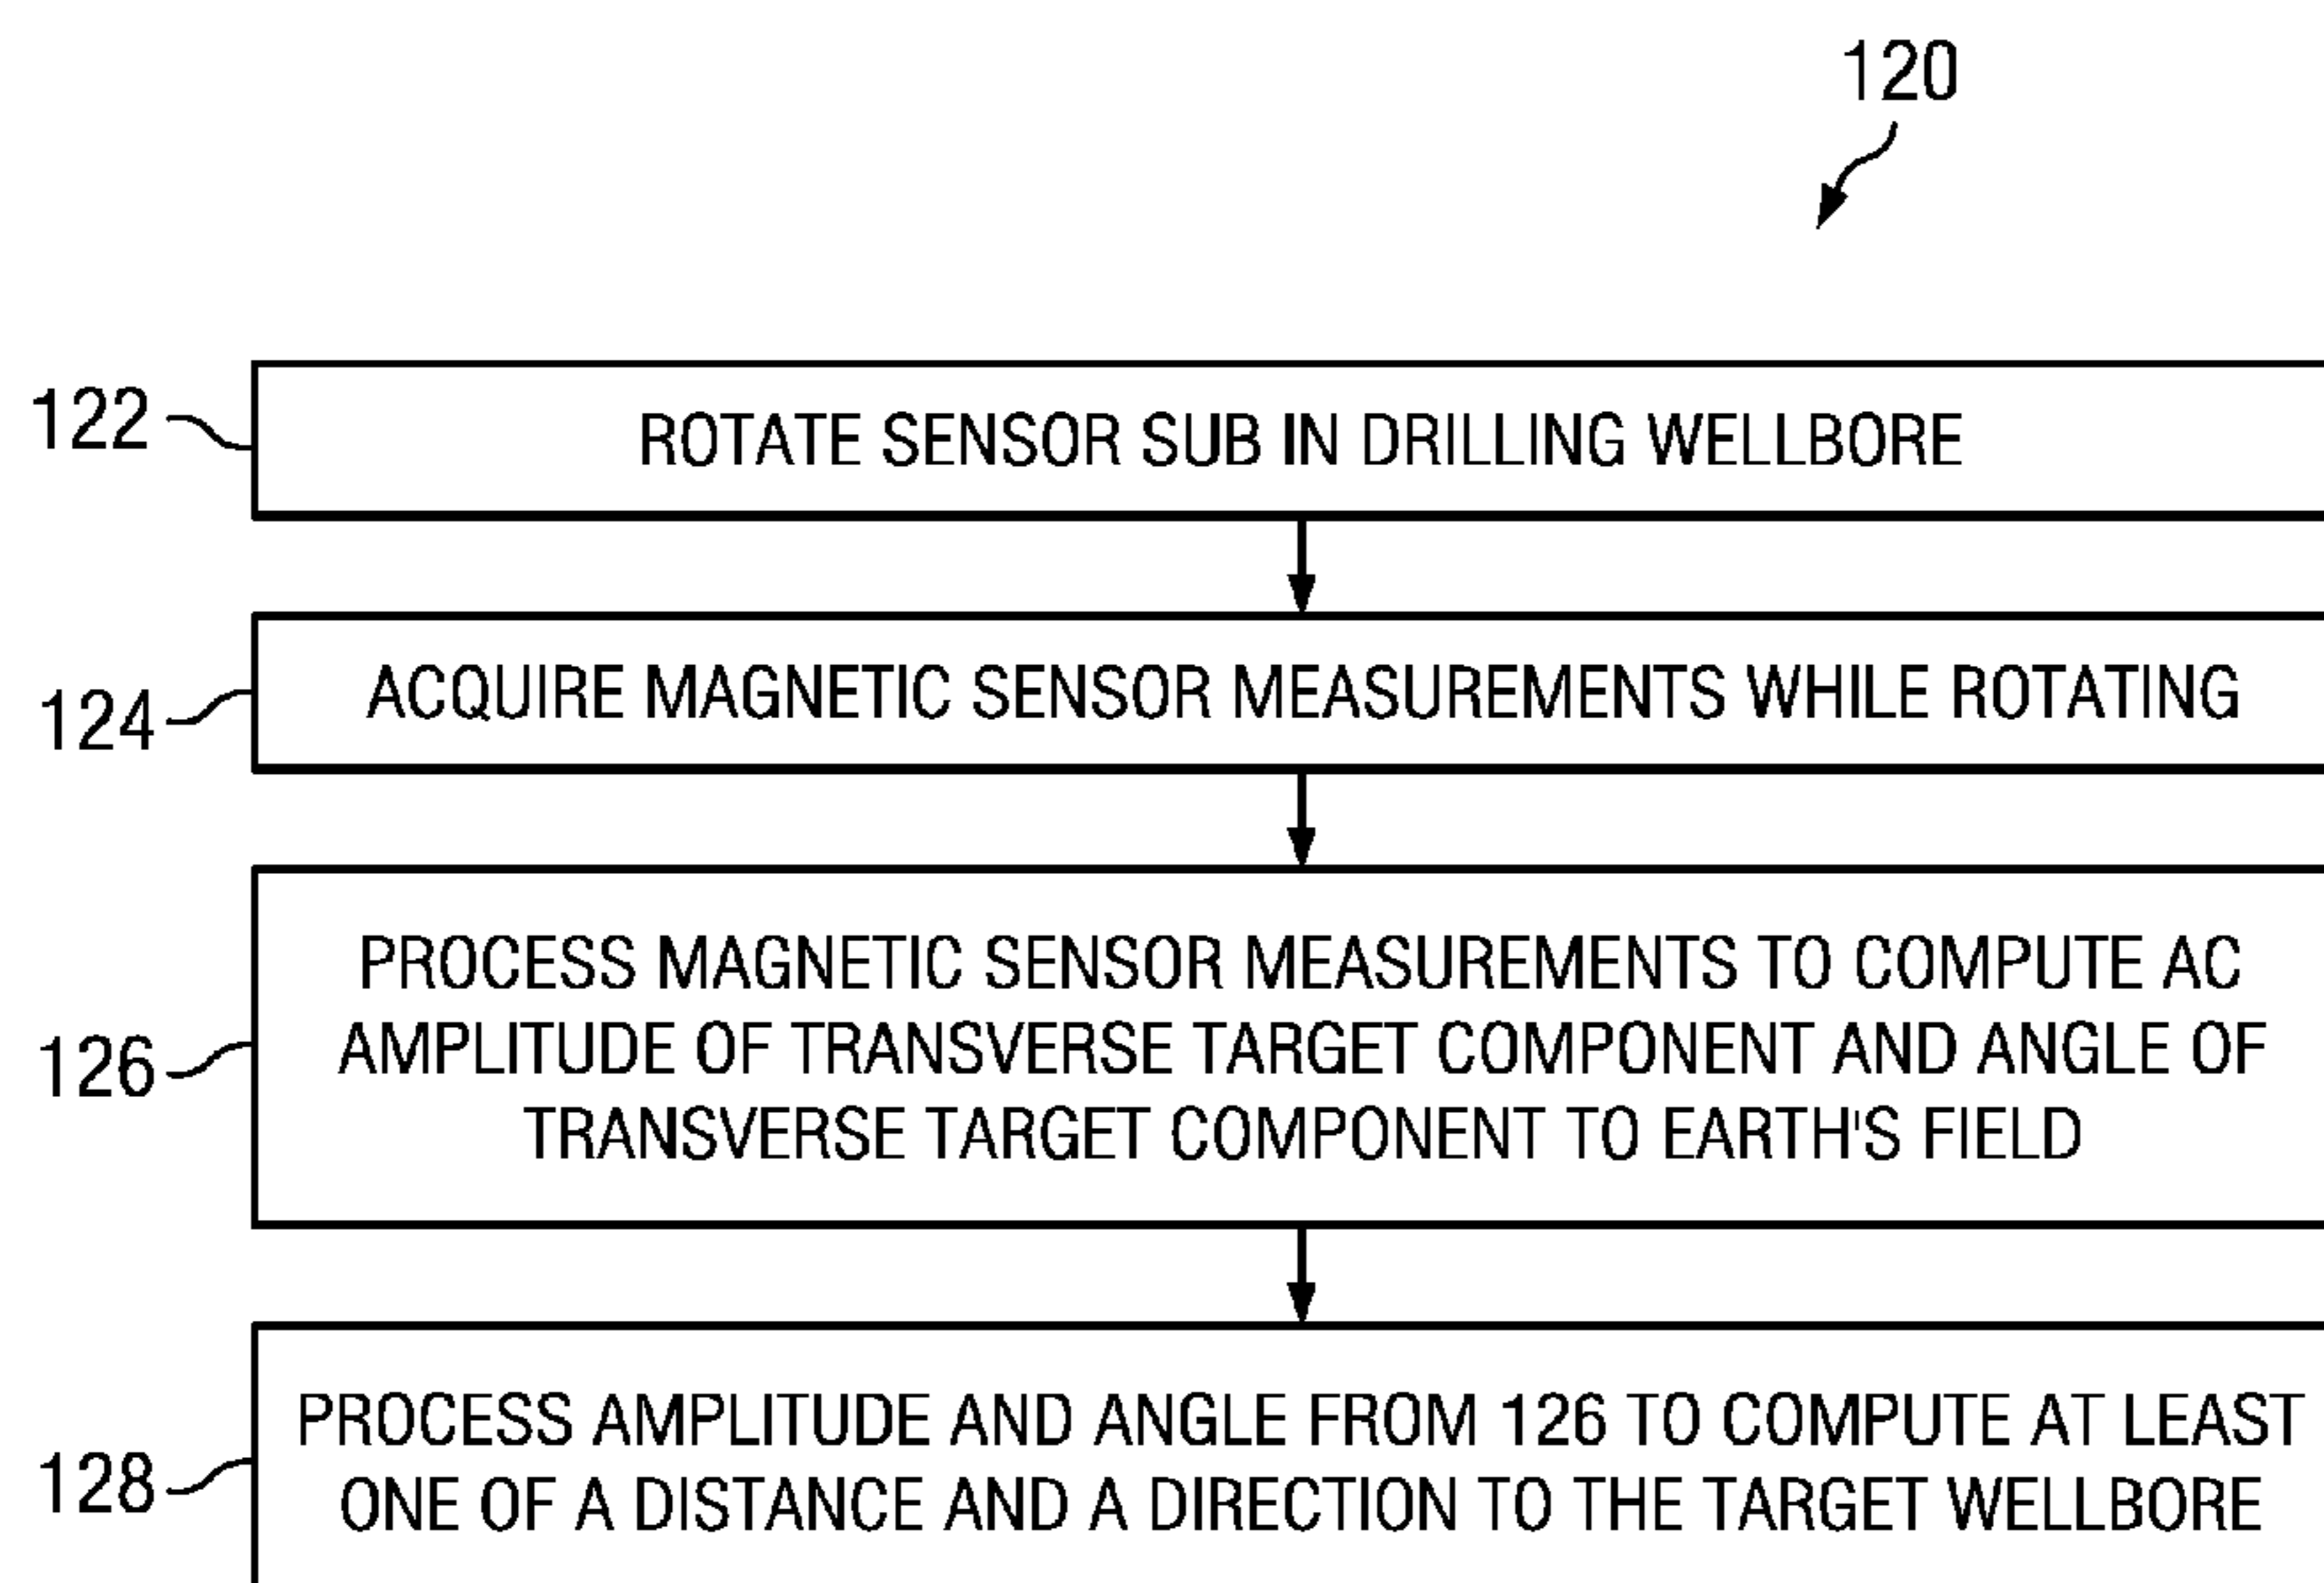 120
122
ROTATE SENSOR SUB IN DRILLING WELLBORE
124
ACQUIRE MAGNETIC SENSOR MEASUREMENTS WHILE ROTATING
126
PROCESS MAGNETIC SENSOR MEASUREMENTS TO COMPUTE AC
AMPLITUDE OF TRANSVERSE TARGET COMPONENT AND ANGLE OF
TRANSVERSE TARGET COMPONENT TO EARTH'S FIELD
128
PROCESS AMPLITUDE AND ANGLE FROM 126 TO COMPUTE AT LEAST
ONE OF A DISTANCE AND A DIRECTION TO THE TARGET WELLBORE